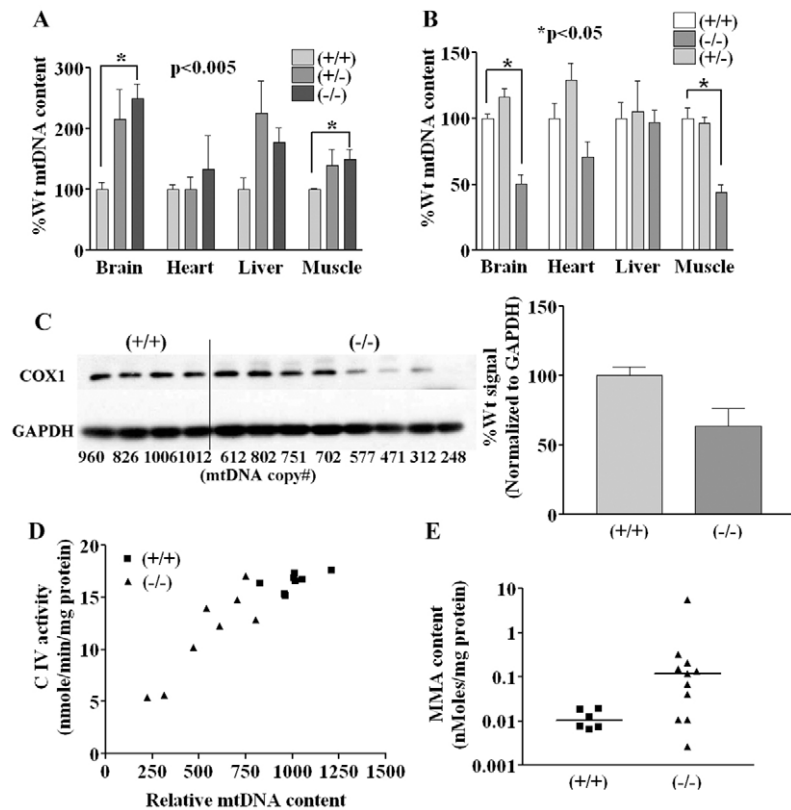 A
B
%Wt mtDNA content
300
200
100
0
p<0.005
*
*
(+/+)
(+/-)
(-/-)
Brain Heart Liver Muscle
%Wt mtDNA content
150
100
50
0
*p<0.05
*
*
(+/+)
(-/-)
(+/-)
Brain Heart Liver Muscle
C
(+/+) (-/-)
COX1
GAPDH
960 826 1006 1012 612 802 751 702 577 471 312 248
(mtDNA copy#)
%Wt signal
(Normalized to GAPDH)
150
100
50
0
(+/+) (-/-)
D
C IV activity
(nmole/min/mg protein)
20
15
10
5
0
(+/+)
(-/-)
0 250 500 750 1000 1250 1500
Relative mtDNA content
E
MMA content
(nMoles/mg protein)
10
1
0.1
0.01
0.001
(+/+) (-/-)